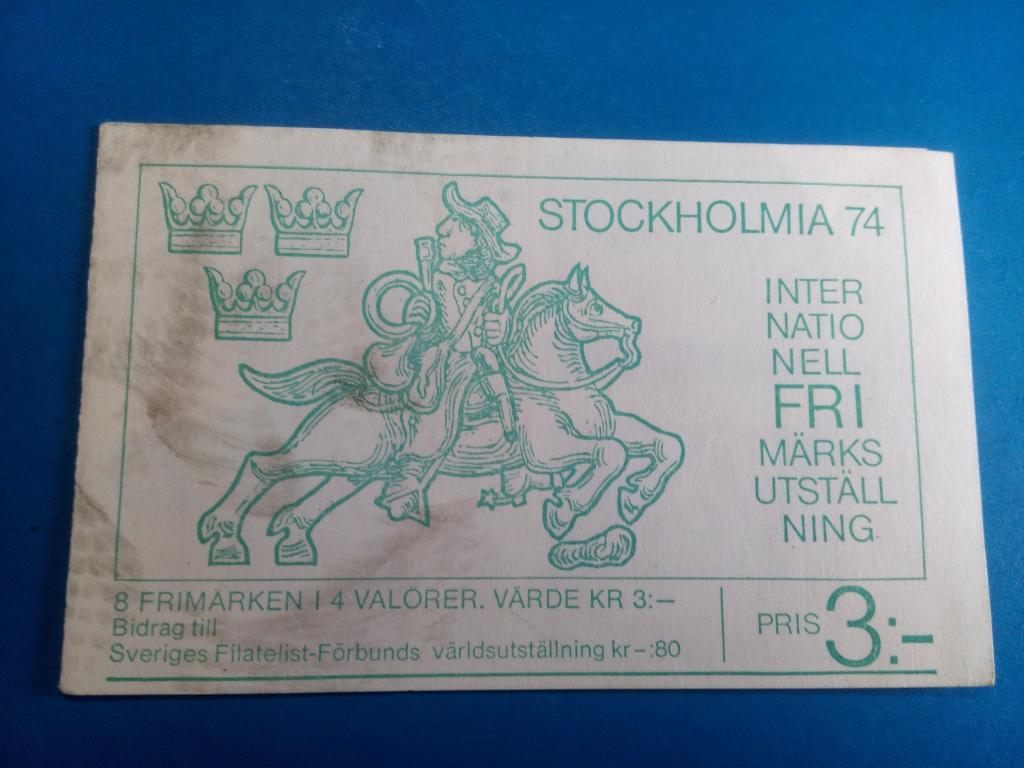 STOCKHOLMIA 74
INTER
NATIO
NELL
FRI
MÄRKS
UTSTÄLL
NING
8 FRIMÄRKEN I 4 VALÖRER. VÄRDE KR 3:—
Bidrag till
Sveriges Filatelist-Förbunds världsutställning kr –:80
PRIS 3:–